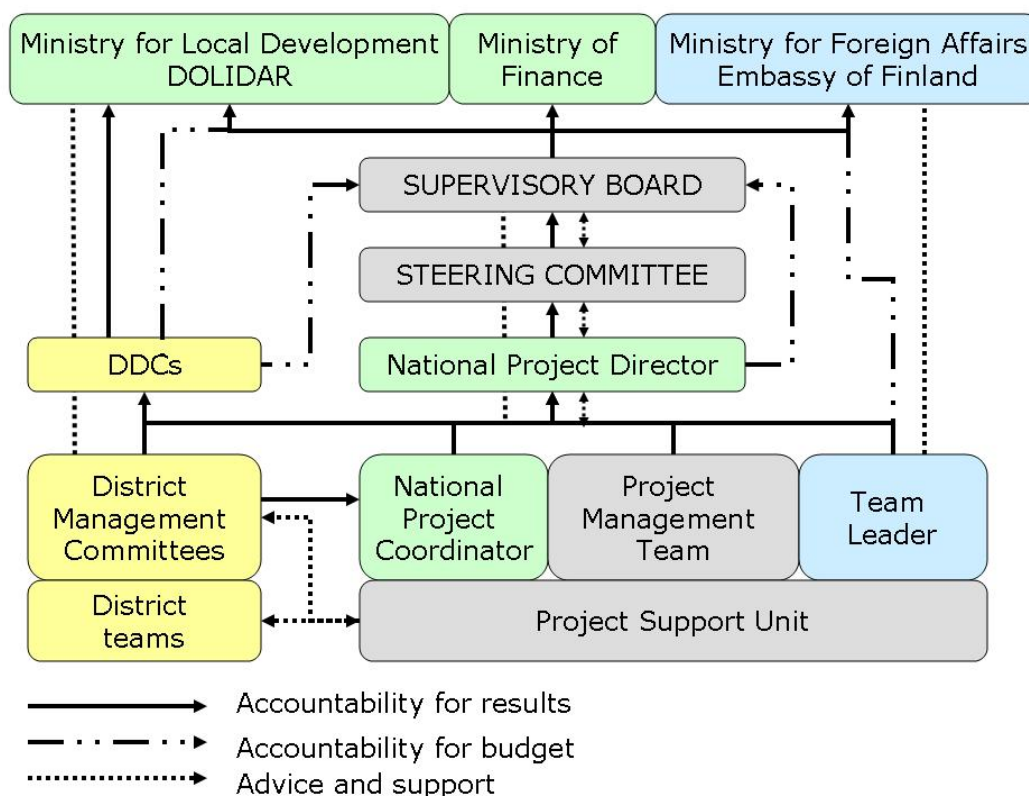 Ministry for Local Development
DOLIDAR
Ministry of
Finance
Ministry for Foreign Affairs
Embassy of Finland
SUPERVISORY BOARD
STEERING COMMITTEE
DDCs
National Project Director
District
Management
Committees
National
Project
Coordinator
Project
Management
Team
Team
Leader
District
teams
Project Support Unit
Accountability for results
Accountability for budget
Advice and support